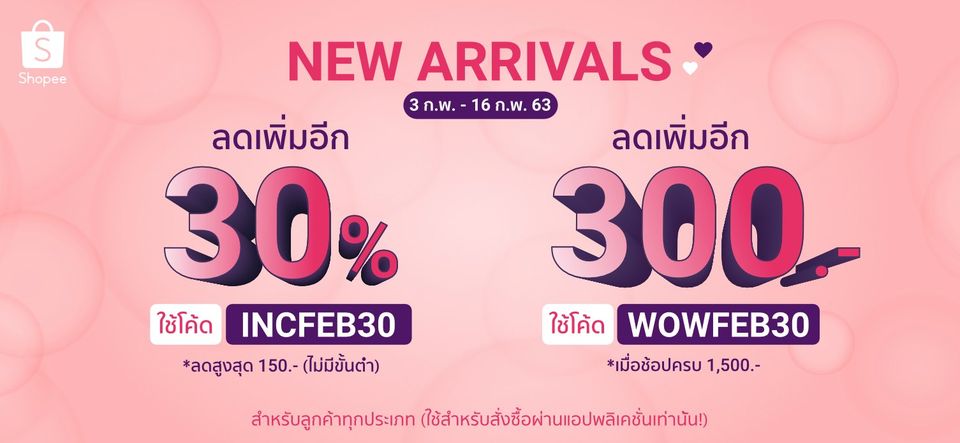 Shopee
NEW ARRIVALS
3 ก.พ. - 16 ก.พ. 63
ลดเพิ่มอีก
30%
ใช้โค้ด INCFEB30
*ลดสูงสุด 150.- (ไม่มีขั้นต่ำ)
ลดเพิ่มอีก
300.-
ใช้โค้ด WOWFEB30
*เมื่อช้อปครบ 1,500.-
สำหรับลูกค้าทุกประเภท (ใช้สำหรับสั่งซื้อผ่านแอปพลิเคชั่นเท่านั้น!)